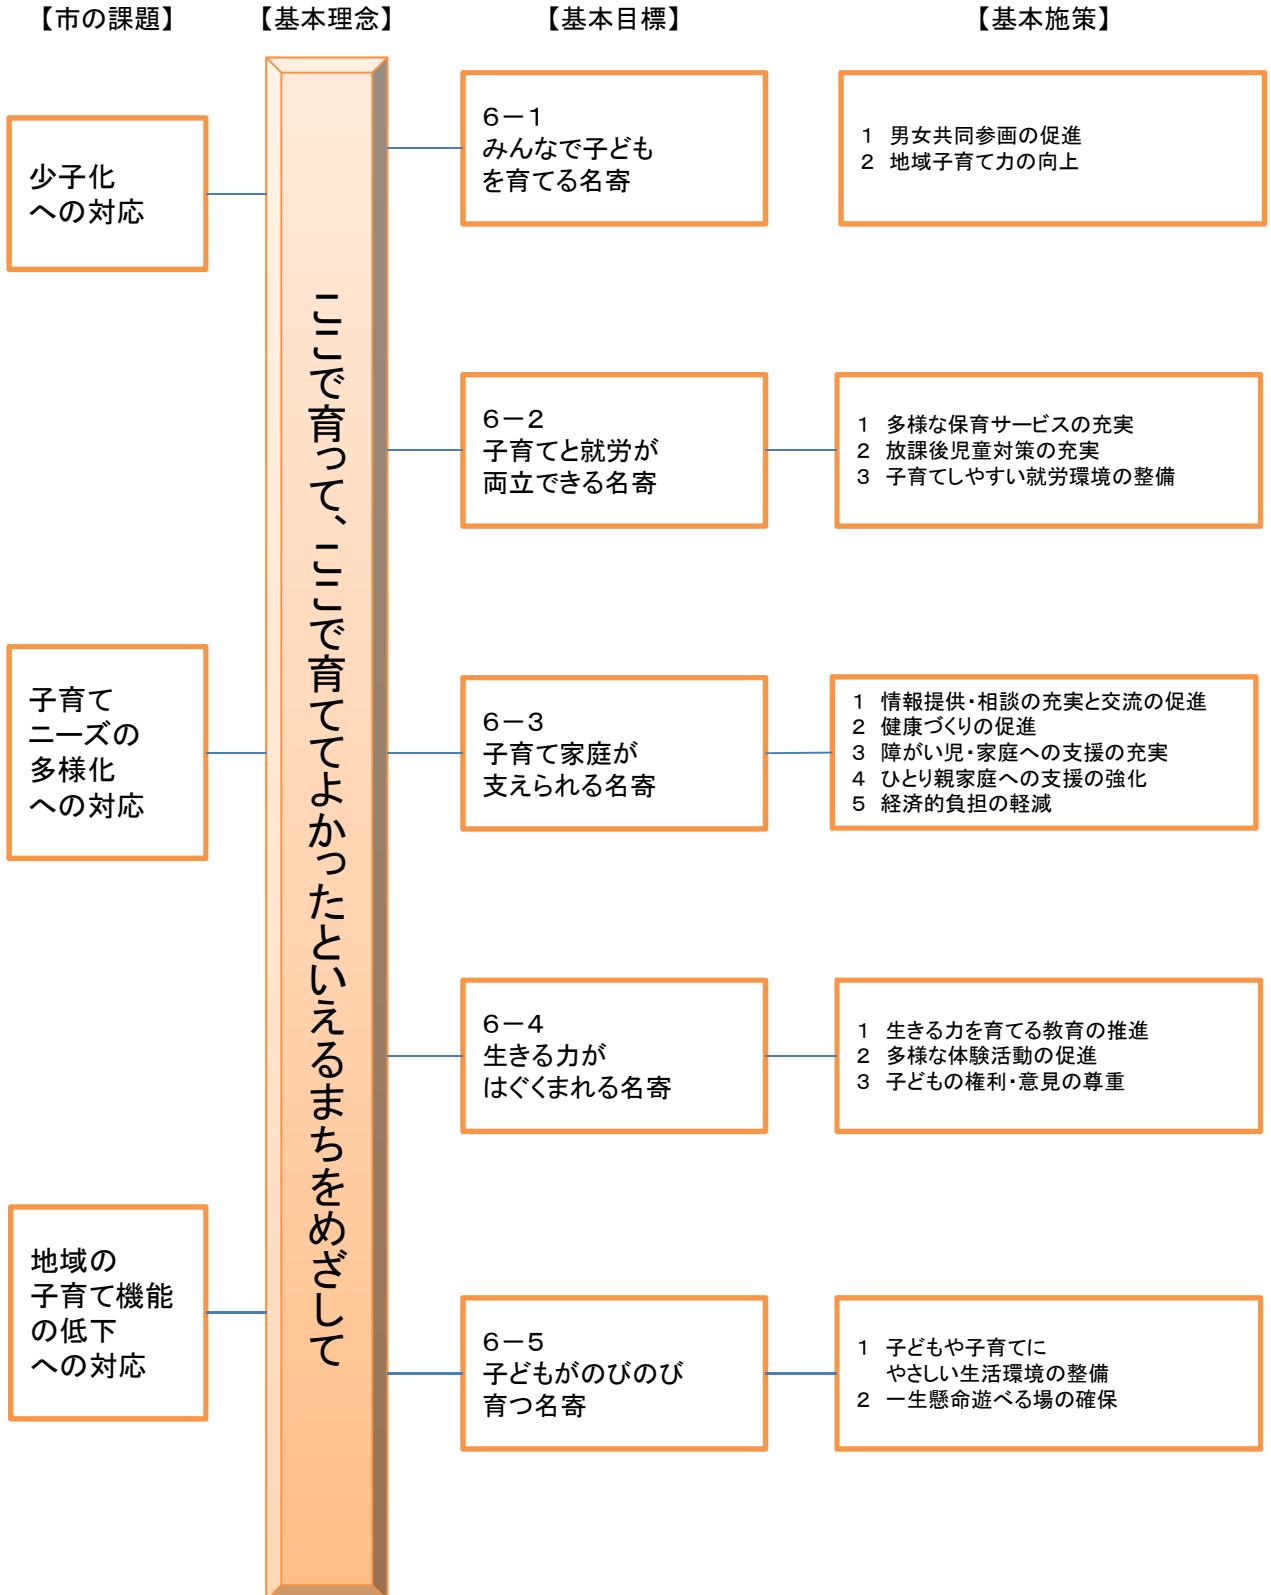 【市の課題】
【基本理念】
【基本目標】
【基本施策】
少子化
への対応
子育て
ニーズの
多様化
への対応
地域の
子育て機能
の低下
への対応
ここで育って、ここで育ててよかったといえるまちをめざして
6－1
みんなで子ども
を育てる名寄
1 男女共同参画の促進
2 地域子育て力の向上
6－2
子育てと就労が
両立できる名寄
1 多様な保育サービスの充実
2 放課後児童対策の充実
3 子育てしやすい就労環境の整備
6－3
子育て家庭が
支えられる名寄
1 情報提供・相談の充実と交流の促進
2 健康づくりの促進
3 障がい児・家庭への支援の充実
4 ひとり親家庭への支援の強化
5 経済的負担の軽減
6－4
生きる力が
はぐくまれる名寄
1 生きる力を育てる教育の推進
2 多様な体験活動の促進
3 子どもの権利・意見の尊重
6－5
子どもがのびのび
育つ名寄
1 子どもや子育てに
やさしい生活環境の整備
2 一生懸命遊べる場の確保